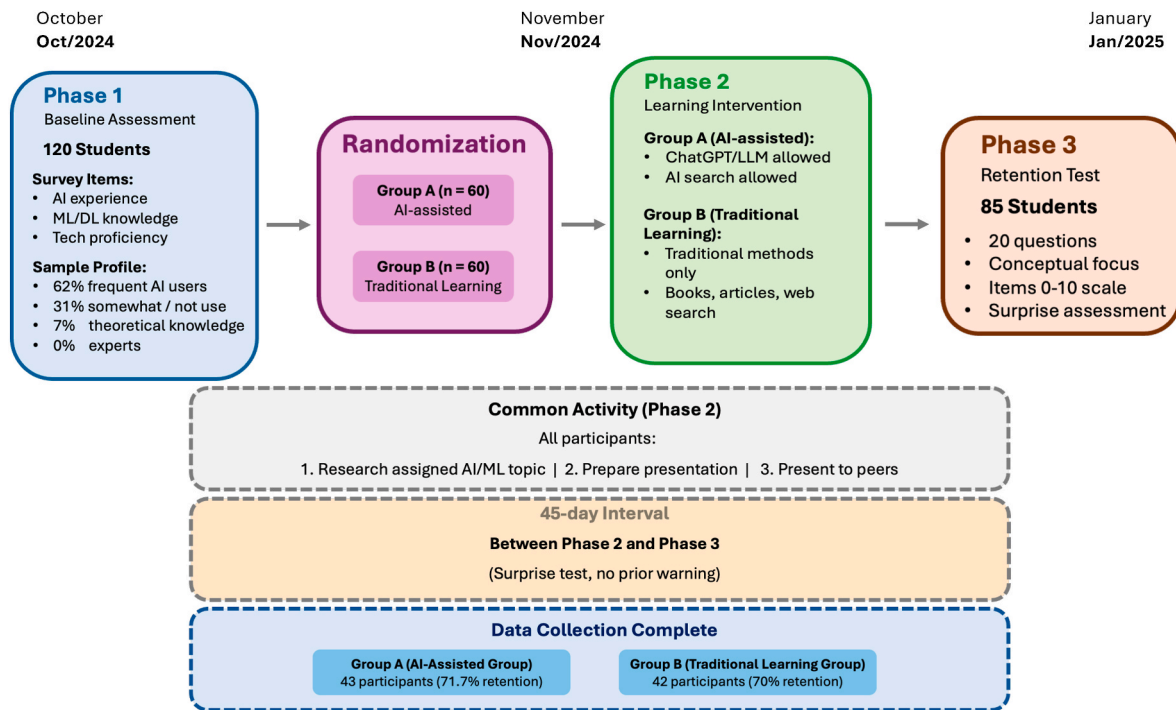 October
Oct/2024
November
Nov/2024
January
Jan/2025
Phase 1
Baseline Assessment
120 Students
Survey Items:
• AI experience
• ML/DL knowledge
• Tech proficiency
Sample Profile:
• 62% frequent AI users
• 31% somewhat / not use
• 7% theoretical knowledge
• 0% experts
Randomization
Group A (n = 60)
AI-assisted
Group B (n = 60)
Traditional Learning
Phase 2
Learning Intervention
Group A (AI-assisted):
• ChatGPT/LLM allowed
• AI search allowed
Group B (Traditional
Learning):
• Traditional methods
only
• Books, articles, web
search
Phase 3
Retention Test
85 Students
• 20 questions
• Conceptual focus
• Items 0-10 scale
• Surprise assessment
Common Activity (Phase 2)
All participants:
1. Research assigned AI/ML topic | 2. Prepare presentation | 3. Present to peers
45-day Interval
Between Phase 2 and Phase 3
(Surprise test, no prior warning)
Data Collection Complete
Group A (AI-Assisted Group)
43 participants (71.7% retention)
Group B (Traditional Learning Group)
42 participants (70% retention)